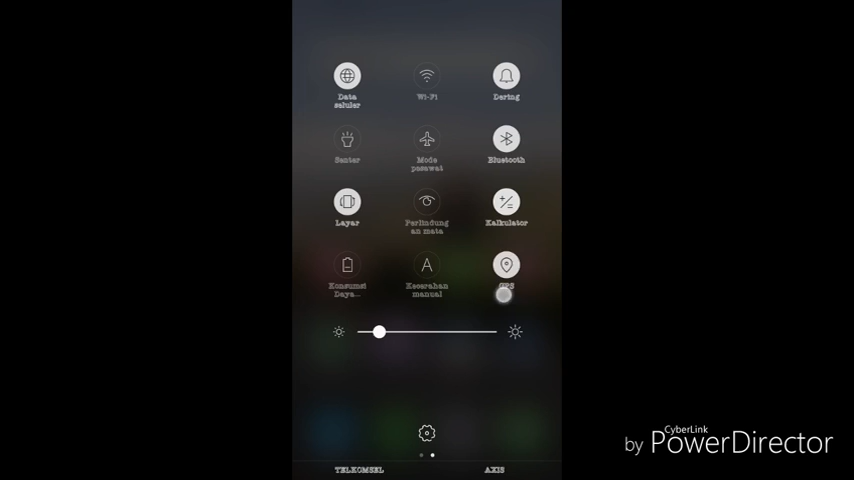 Data
seluler
Wi-Fi
Dering
Senter
Mode
pesawat
Bluetooth
Layar
Perlindung
an mata
Kalkulator
Konsumsi
Daya...
A
Kecerahan
manual
GPS
TELKOMSEL
AXIS
CyberLink
by PowerDirector